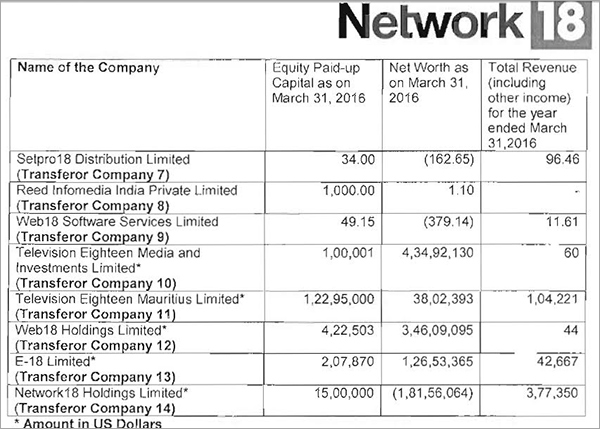 Network 18
Name of the Company Equity Paid-up Net Worth as Total Revenue
Capital as on on March 31, (including
March 31, 2016 2016 other income)
for the year
ended March
31,2016
Setpro18 Distribution Limited 34.00 (162.65) 96.46
(Transferor Company 7)
Reed Infomedia India Private Limited 1,000.00 1.10 -
(Transferor Company 8)
Web18 Software Services Limited 49.15 (379.14) 11.61
(Transferor Company 9)
Television Eighteen Media and 1,00,001 4,34,92,130 60
Investments Limited*
(Transferor Company 10)
Television Eighteen Mauritius Limited* 1,22,95,000 38,02,393 1,04,221
(Transferor Company 11)
Web18 Holdings Limited* 4,22,503 3,46,09,095 44
(Transferor Company 12)
E-18 Limited* 2,07,870 1,26,53,365 42,667
(Transferor Company 13)
Network18 Holdings Limited* 15,00,000 (1,81,56,064) 3,77,350
(Transferor Company 14)
* Amount in US Dollars